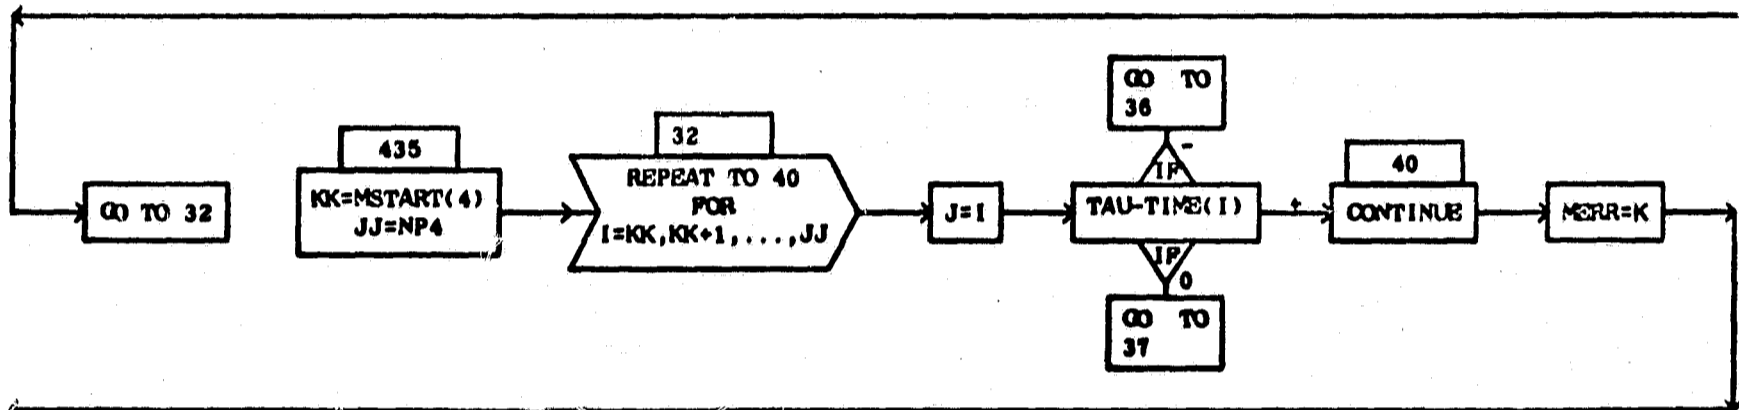 GO TO 32
435
KK=MSTART(4)
JJ=NP4
32
REPEAT TO 40
FOR
I=KK,KK+1,...,JJ
J=I
GO TO
36
-
IF
TAU-TIME(I)
IF
0
GO TO
37
+
40
CONTINUE
MERR=K